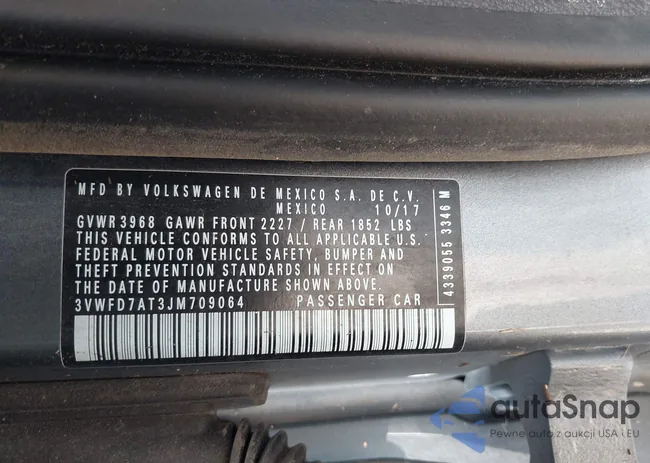 MFD BY VOLKSWAGEN DE MEXICO S.A. DE C.V.
MEXICO 10/17
GVWR 3968 GAWR FRONT 2227 / REAR 1852 LBS
THIS VEHICLE CONFORMS TO ALL APPLICABLE U.S.
FEDERAL MOTOR VEHICLE SAFETY, BUMPER AND
THEFT PREVENTION STANDARDS IN EFFECT ON
THE DATE OF MANUFACTURE SHOWN ABOVE.
3VWFD7AT3JM709064 PASSENGER CAR
4339055 3346 M
autaSnap
Pewne auto z aukcji USA i EU